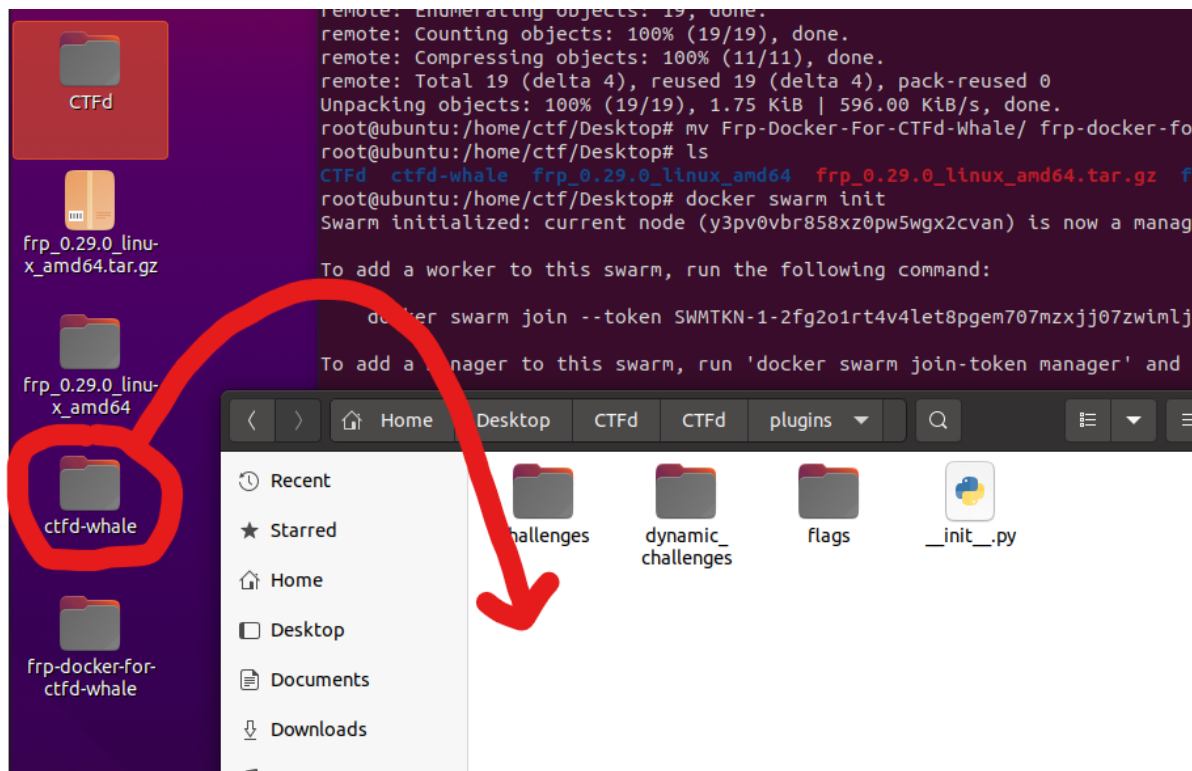 CTFd
frp_0.29.0_linu-
x_amd64.tar.gz
frp_0.29.0_linu-
x_amd64
ctfd-whale
frp-docker-for-
ctfd-whale
remote: Enumerating objects: 19, done.
remote: Counting objects: 100% (19/19), done.
remote: Compressing objects: 100% (11/11), done.
remote: Total 19 (delta 4), reused 19 (delta 4), pack-reused 0
Unpacking objects: 100% (19/19), 1.75 KiB | 596.00 KiB/s, done.
root@ubuntu:/home/ctf/Desktop# mv Frp-Docker-For-CTFd-Whale/ frp-docker-fo
root@ubuntu:/home/ctf/Desktop# ls
CTFd ctfd-whale frp_0.29.0_linux_amd64 frp_0.29.0_linux_amd64.tar.gz f
root@ubuntu:/home/ctf/Desktop# docker swarm init
Swarm initialized: current node (y3pv0vbr858xz0pw5wgx2cvan) is now a manag
To add a worker to this swarm, run the following command:
docker swarm join --token SWMTKN-1-2fg2o1rt4v4let8pgem707mzxjj07zwimlj
To add a manager to this swarm, run 'docker swarm join-token manager' and
Home Desktop CTFd CTFd plugins
Recent
Starred
Home
Desktop
Documents
Downloads
challenges
dynamic_
challenges
flags
__init__.py